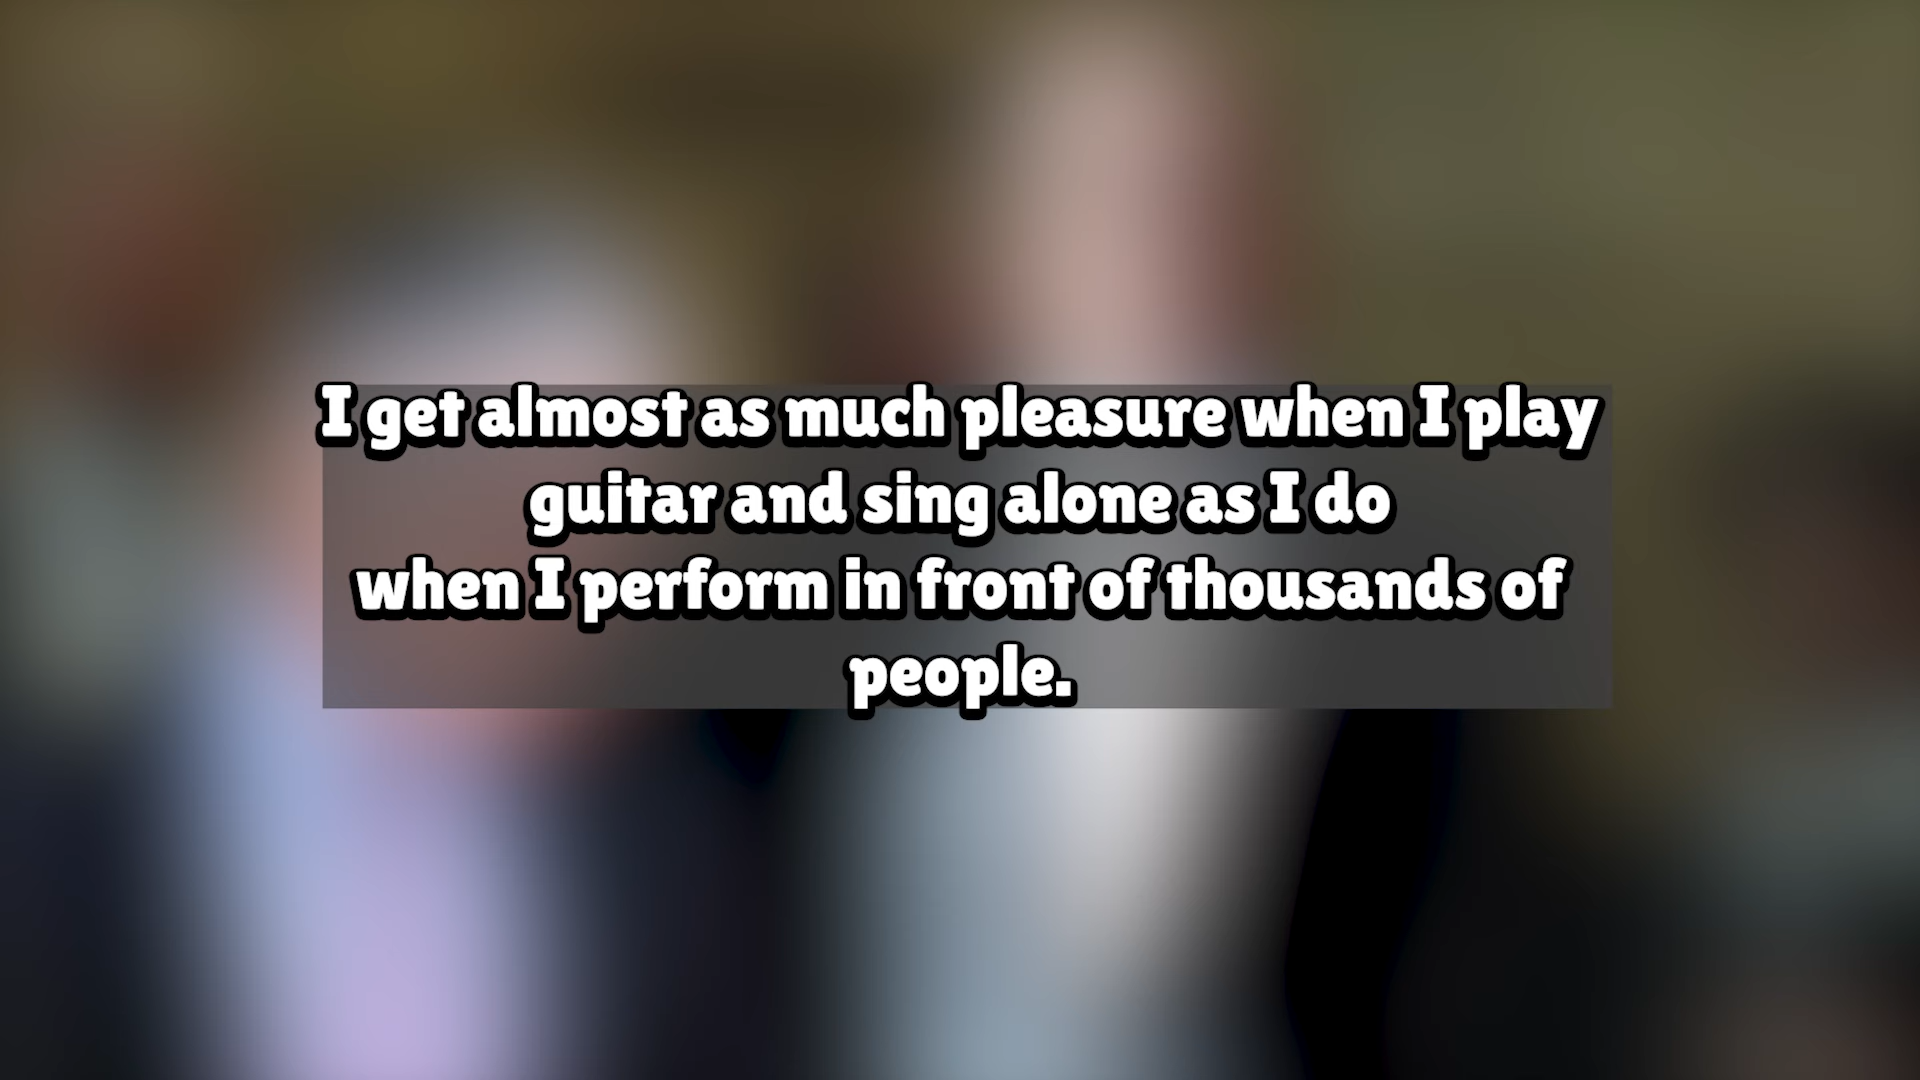 I get almost as much pleasure when I play
guitar and sing alone as I do
when I perform in front of thousands of
people.